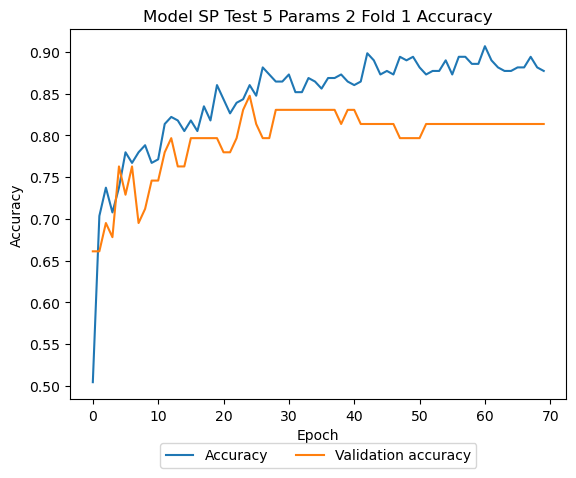 Model SP Test 5 Params 2 Fold 1 Accuracy
0.90
0.85
0.80
0.75
0.70
0.65
0.60
0.55
0.50
Accuracy
0 10 20 30 40 50 60 70
Epoch
Accuracy Validation accuracy